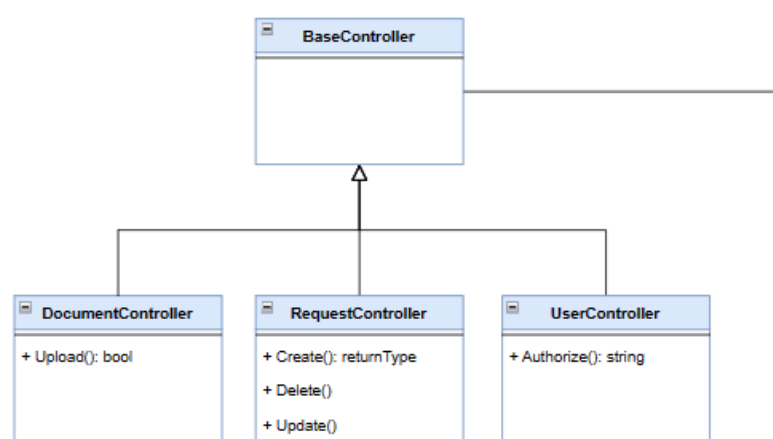 BaseController
DocumentController
+ Upload(): bool
RequestController
+ Create(): returnType
+ Delete()
+ Update()
UserController
+ Authorize(): string